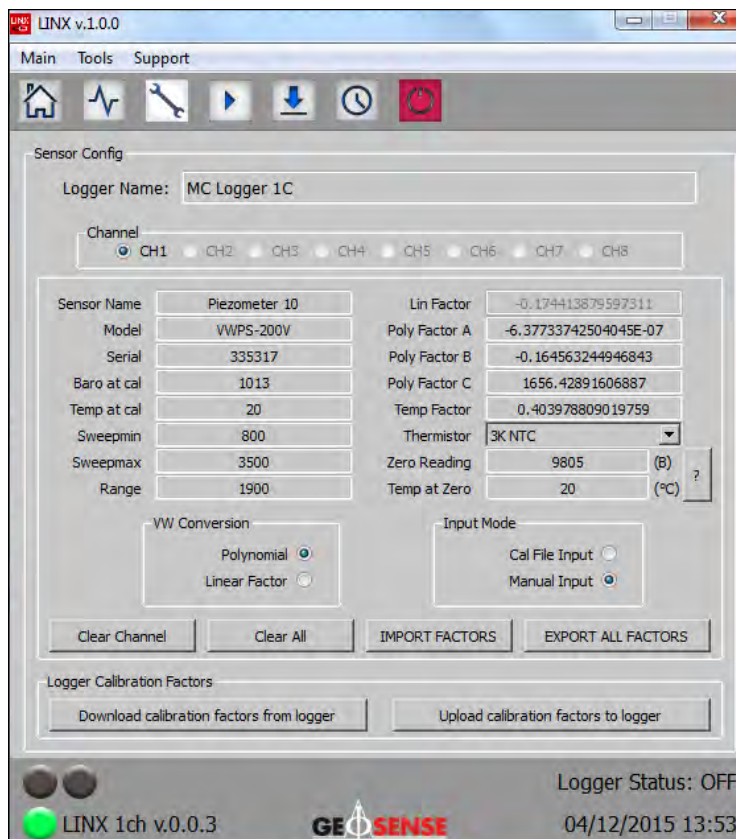 LINX v.1.0.0
Main Tools Support
Sensor Config
Logger Name: MC Logger 1C
Channel
CH1 CH2 CH3 CH4 CH5 CH6 CH7 CH8
Sensor Name Piezometer 10 Lin Factor -0.174413879597311
Model VWPS-200V Poly Factor A -6.37733742504045E-07
Serial 335317 Poly Factor B -0.164563244946843
Baro at cal 1013 Poly Factor C 1656.42891606887
Temp at cal 20 Temp Factor 0.403978809019759
Sweepmin 800 Thermistor 3K NTC
Sweepmax 3500 Zero Reading 9805 (B) ?
Range 1900 Temp at Zero 20 (°C)
VW Conversion Input Mode
Polynomial Cal File Input
Linear Factor Manual Input
Clear Channel Clear All IMPORT FACTORS EXPORT ALL FACTORS
Logger Calibration Factors
Download calibration factors from logger Upload calibration factors to logger
Logger Status: OFF
LINX 1ch v.0.0.3 GEOSENSE 04/12/2015 13:53